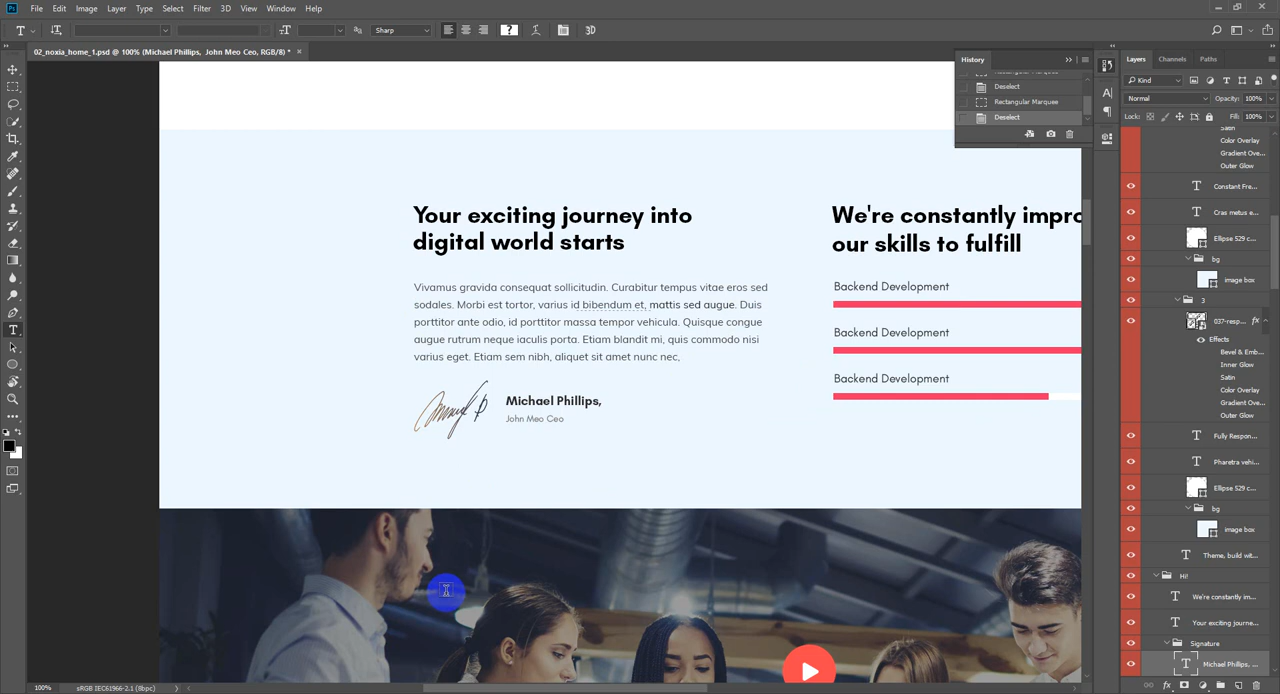 Ps File Edit Image Layer Type Select Filter 3D View Window Help
T Sharp ? 3D
02_noxia_home_1.psd @ 100% (Michael Phillips, John Meo Ceo, RGB/8) * ×
History
Deselect
Rectangular Marquee
Deselect
Layers Channels Paths
Kind
Normal Opacity: 100%
Lock: Fill: 100%
Satin
Color Overlay
Gradient Ove...
Outer Glow
Constant Fre...
Cras metus e...
Ellipse 529 c...
bg
image box
3
037-resp... fx
Effects
Bevel & Emb...
Inner Glow
Satin
Color Overlay
Gradient Ove...
Outer Glow
Fully Respon...
Pharetra vehi...
Ellipse 529 c...
bg
image box
Theme, build wit...
Hi!
We're constantly im...
Your exciting journe...
Signature
Michael Phillips, ...
Your exciting journey into
digital world starts
Vivamus gravida consequat sollicitudin. Curabitur tempus vitae eros sed
sodales. Morbi est tortor, varius id bibendum et, mattis sed augue. Duis
porttitor ante odio, id porttitor massa tempor vehicula. Quisque congue
augue rutrum neque iaculis porta. Etiam blandit mi, quis commodo nisi
varius eget. Etiam sem nibh, aliquet sit amet nunc nec,
Michael Phillips,
John Meo Ceo
We're constantly impro
our skills to fulfill
Backend Development
Backend Development
Backend Development
100% sRGB IEC61966-2.1 (8bpc)